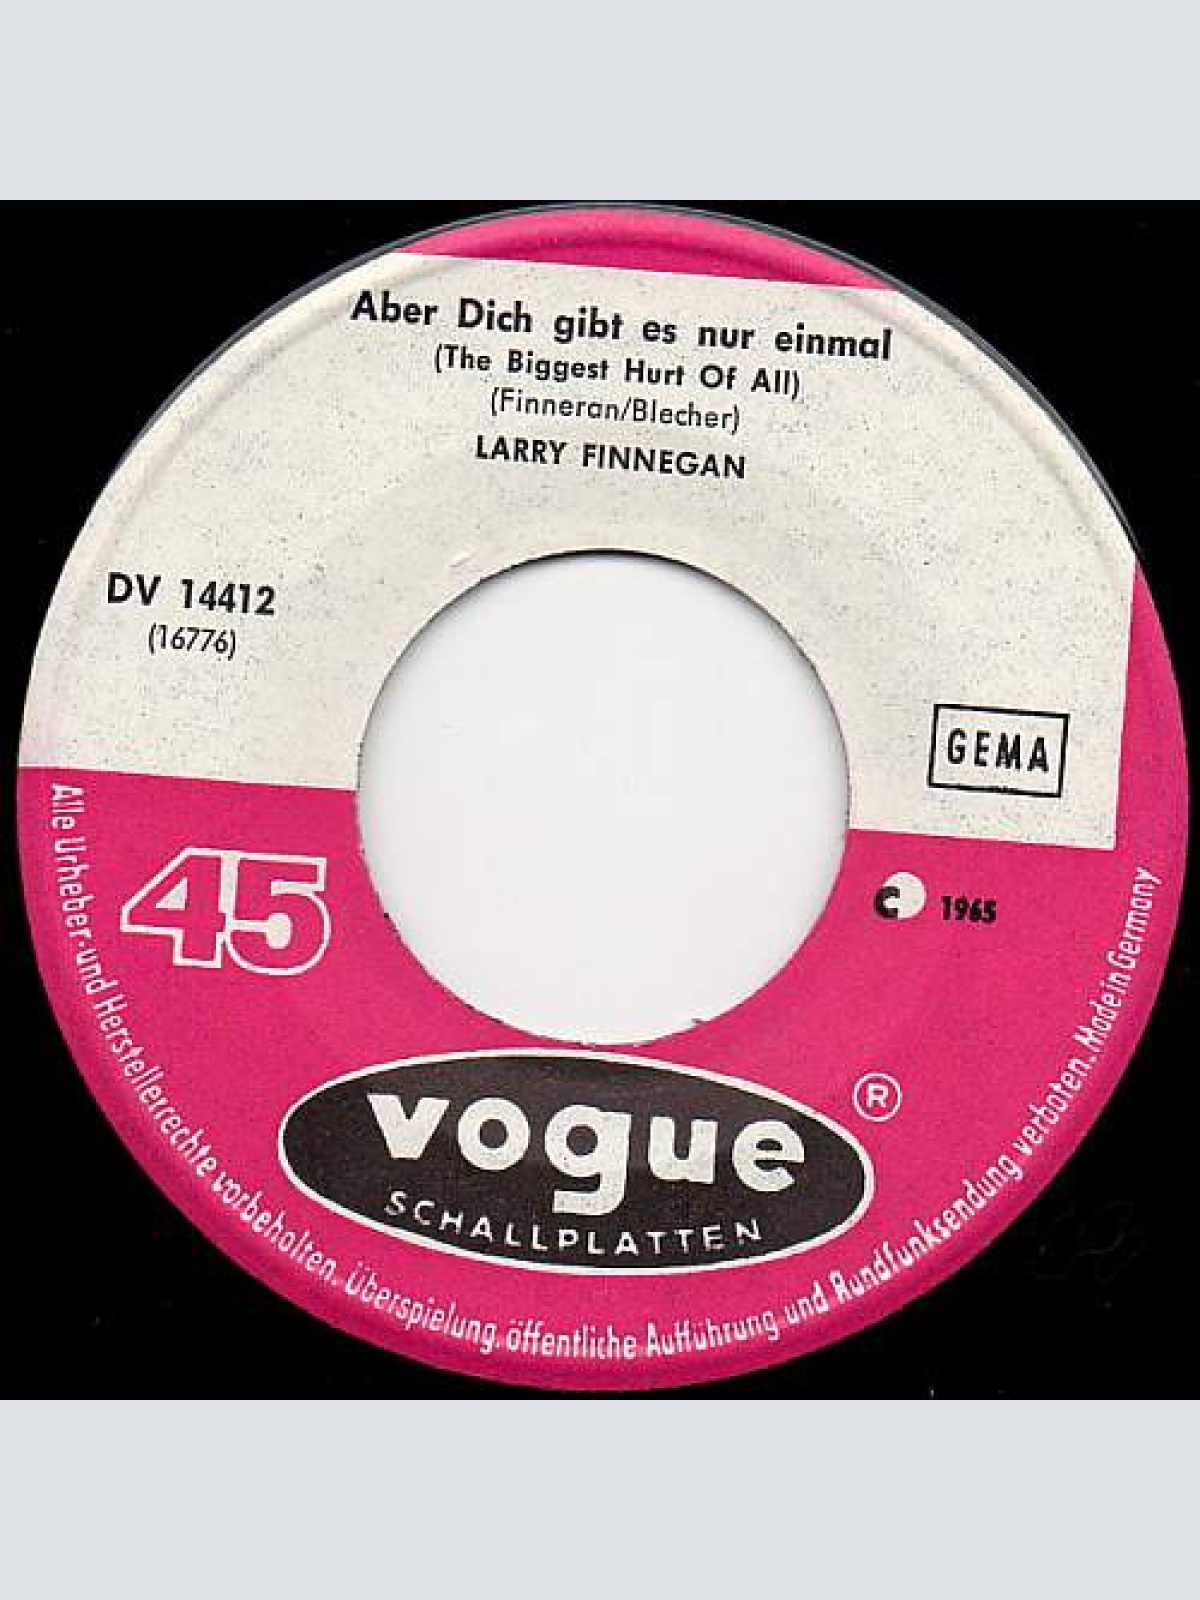 Aber Dich gibt es nur einmal
(The Biggest Hurt Of All)
(Finneran/Blecher)
LARRY FINNEGAN
DV 14412
(16776)
GEMA
45
C 1965
vogue ®
SCHALLPLATTEN
Alle Urheber- und Herstellerrechte vorbehalten. Überspielung, öffentliche Aufführung und Rundfunksendung verboten. Made in Germany